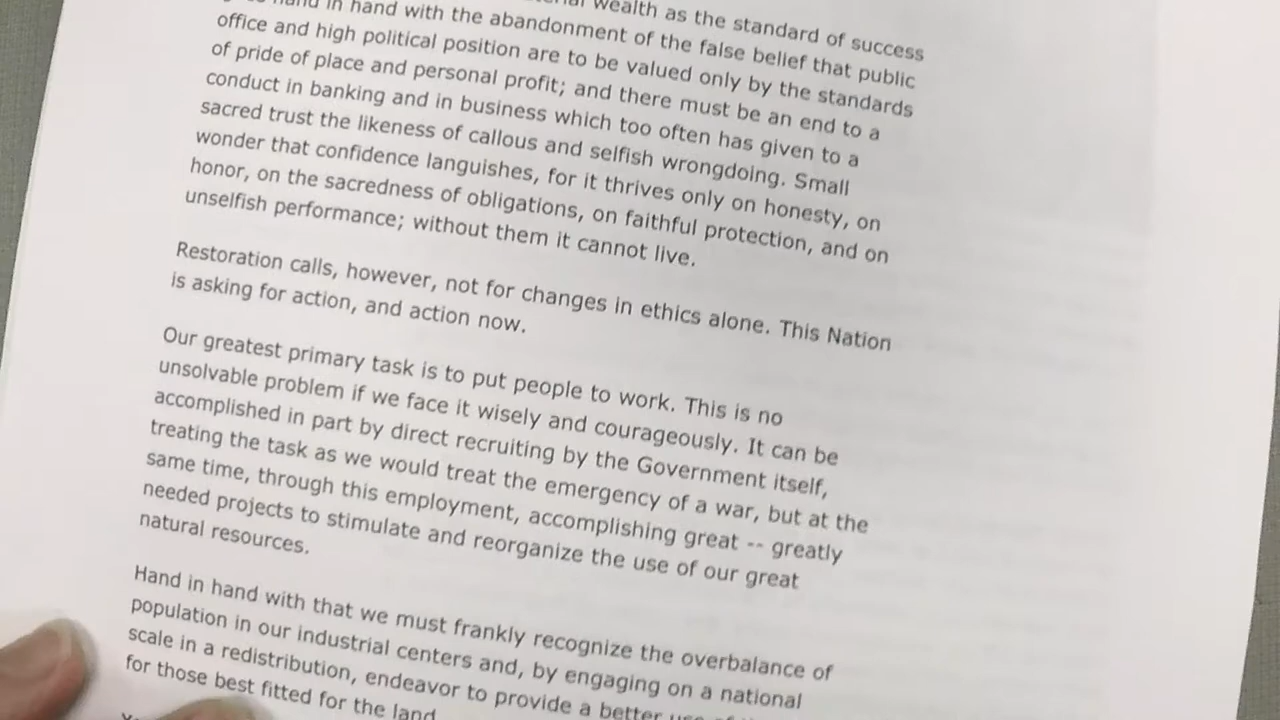 wealth as the standard of success
hand in hand with the abandonment of the false belief that public
office and high political position are to be valued only by the standards
of pride of place and personal profit; and there must be an end to a
conduct in banking and in business which too often has given to a
sacred trust the likeness of callous and selfish wrongdoing. Small
wonder that confidence languishes, for it thrives only on honesty, on
honor, on the sacredness of obligations, on faithful protection, and on
unselfish performance; without them it cannot live.
Restoration calls, however, not for changes in ethics alone. This Nation
is asking for action, and action now.
Our greatest primary task is to put people to work. This is no
unsolvable problem if we face it wisely and courageously. It can be
accomplished in part by direct recruiting by the Government itself,
treating the task as we would treat the emergency of a war, but at the
same time, through this employment, accomplishing great -- greatly
needed projects to stimulate and reorganize the use of our great
natural resources.
Hand in hand with that we must frankly recognize the overbalance of
population in our industrial centers and, by engaging on a national
scale in a redistribution, endeavor to provide a better use
for those best fitted for the land